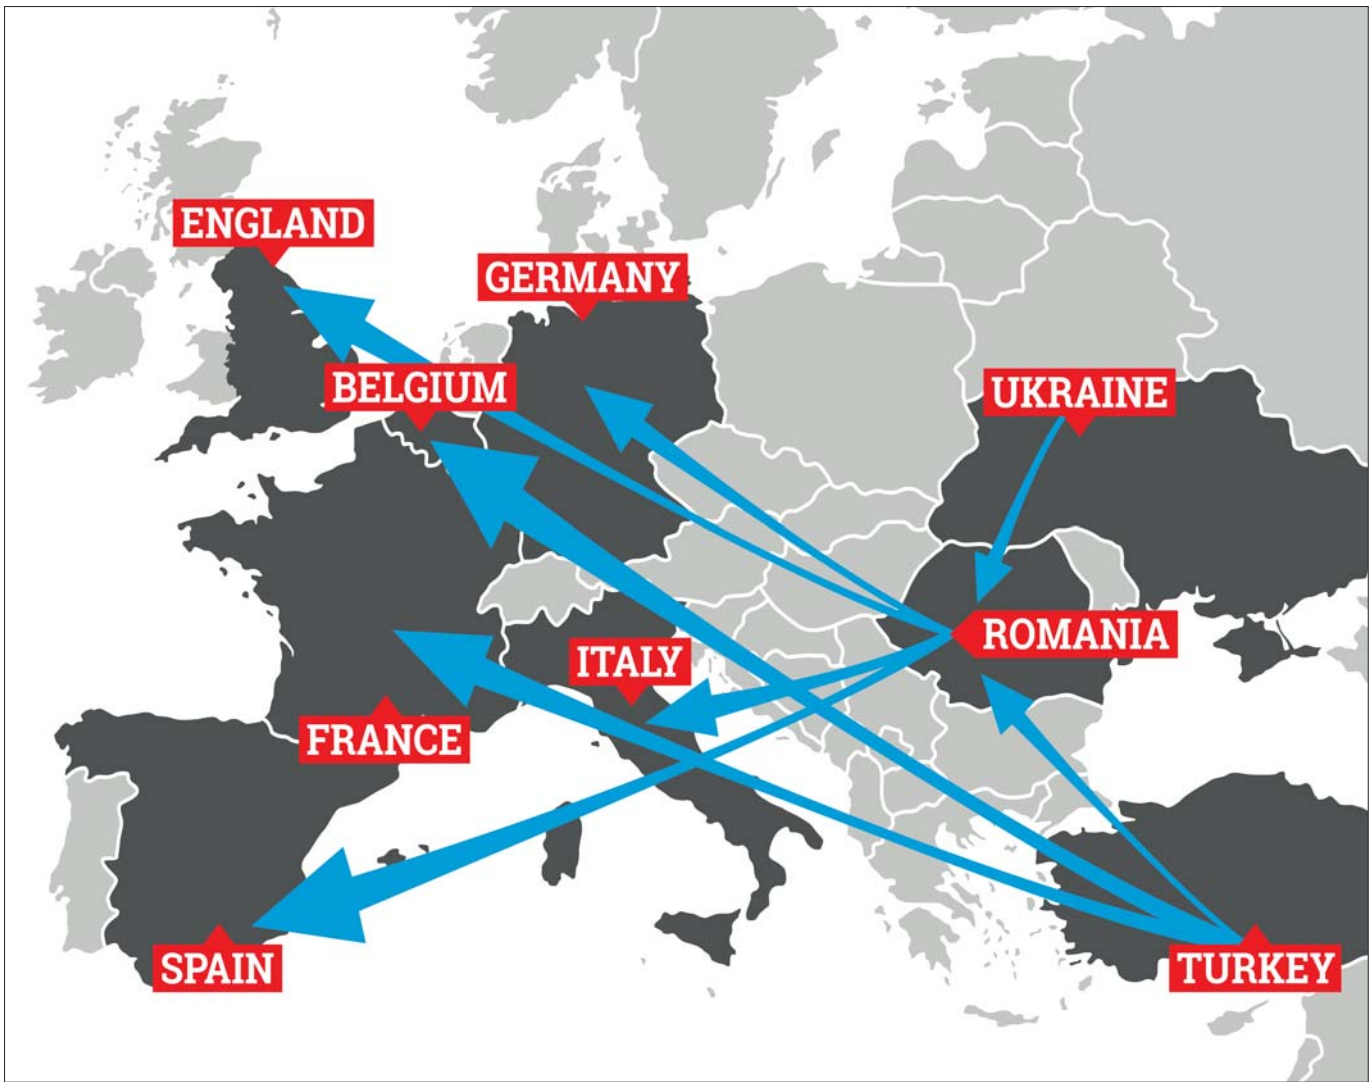 ENGLAND
GERMANY
BELGIUM
UKRAINE
ROMANIA
ITALY
FRANCE
SPAIN
TURKEY